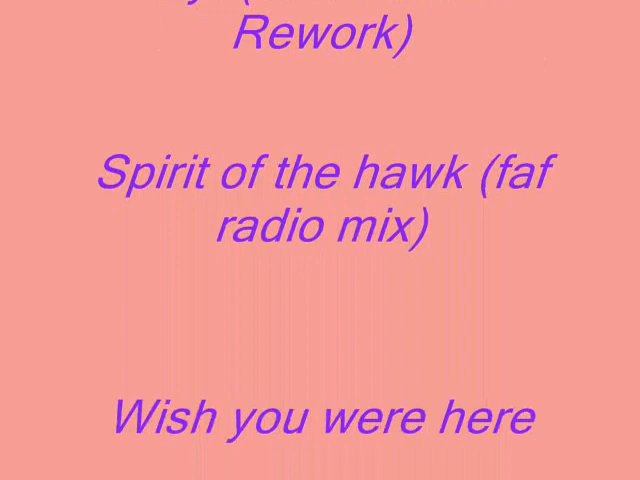 Rework)
Spirit of the hawk (faf
radio mix)
Wish you were here